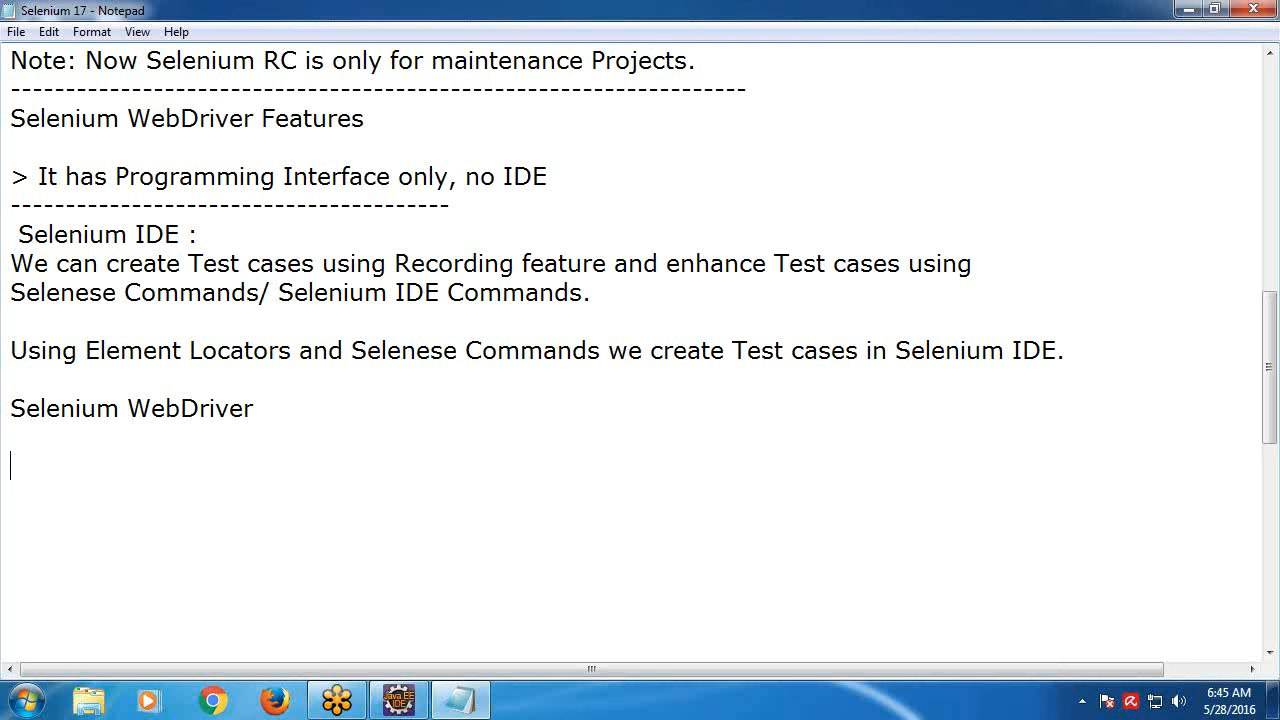 Selenium 17 - Notepad
File Edit Format View Help
Note: Now Selenium RC is only for maintenance Projects.
-------------------------------------------------------------------
Selenium WebDriver Features
> It has Programming Interface only, no IDE
----------------------------------------
Selenium IDE :
We can create Test cases using Recording feature and enhance Test cases using
Selenese Commands/ Selenium IDE Commands.
Using Element Locators and Selenese Commands we create Test cases in Selenium IDE.
Selenium WebDriver
Java EE
IDE
6:45 AM
5/28/2016